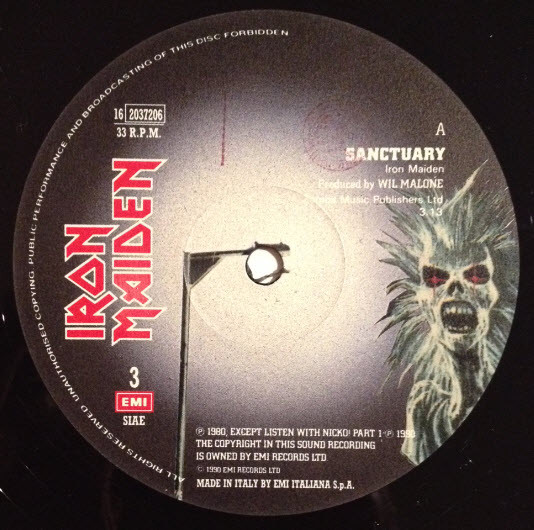 ALL RIGHTS RESERVED UNAUTHORISED COPYING PUBLIC PERFORMANCE AND BROADCASTING OF THIS DISC FORBIDDEN
16 2037206
33 R.P.M.
A
SANCTUARY
Iron Maiden
Produced by WIL MALONE
Music Publishers Ltd
3.13
IRON
MAIDEN
3
EMI
SIAE
℗ 1980, EXCEPT LISTEN WITH NICKO! PART 1 ℗ 1990
THE COPYRIGHT IN THIS SOUND RECORDING
IS OWNED BY EMI RECORDS LTD.
© 1990 EMI RECORDS LTD
MADE IN ITALY BY EMI ITALIANA S.p.A.